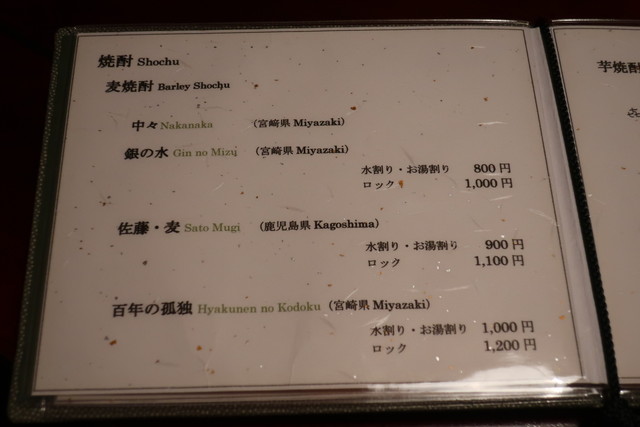 焼酎 Shochu
麦焼酎 Barley Shochu
中々 Nakanaka (宮崎県 Miyazaki)
銀の水 Gin no Mizu (宮崎県 Miyazaki)
水割り・お湯割り 800円
ロック 1,000円
佐藤・麦 Sato Mugi (鹿児島県 Kagoshima)
水割り・お湯割り 900円
ロック 1,100円
百年の孤独 Hyakunen no Kodoku (宮崎県 Miyazaki)
水割り・お湯割り 1,000円
ロック 1,200円
芋焼酎